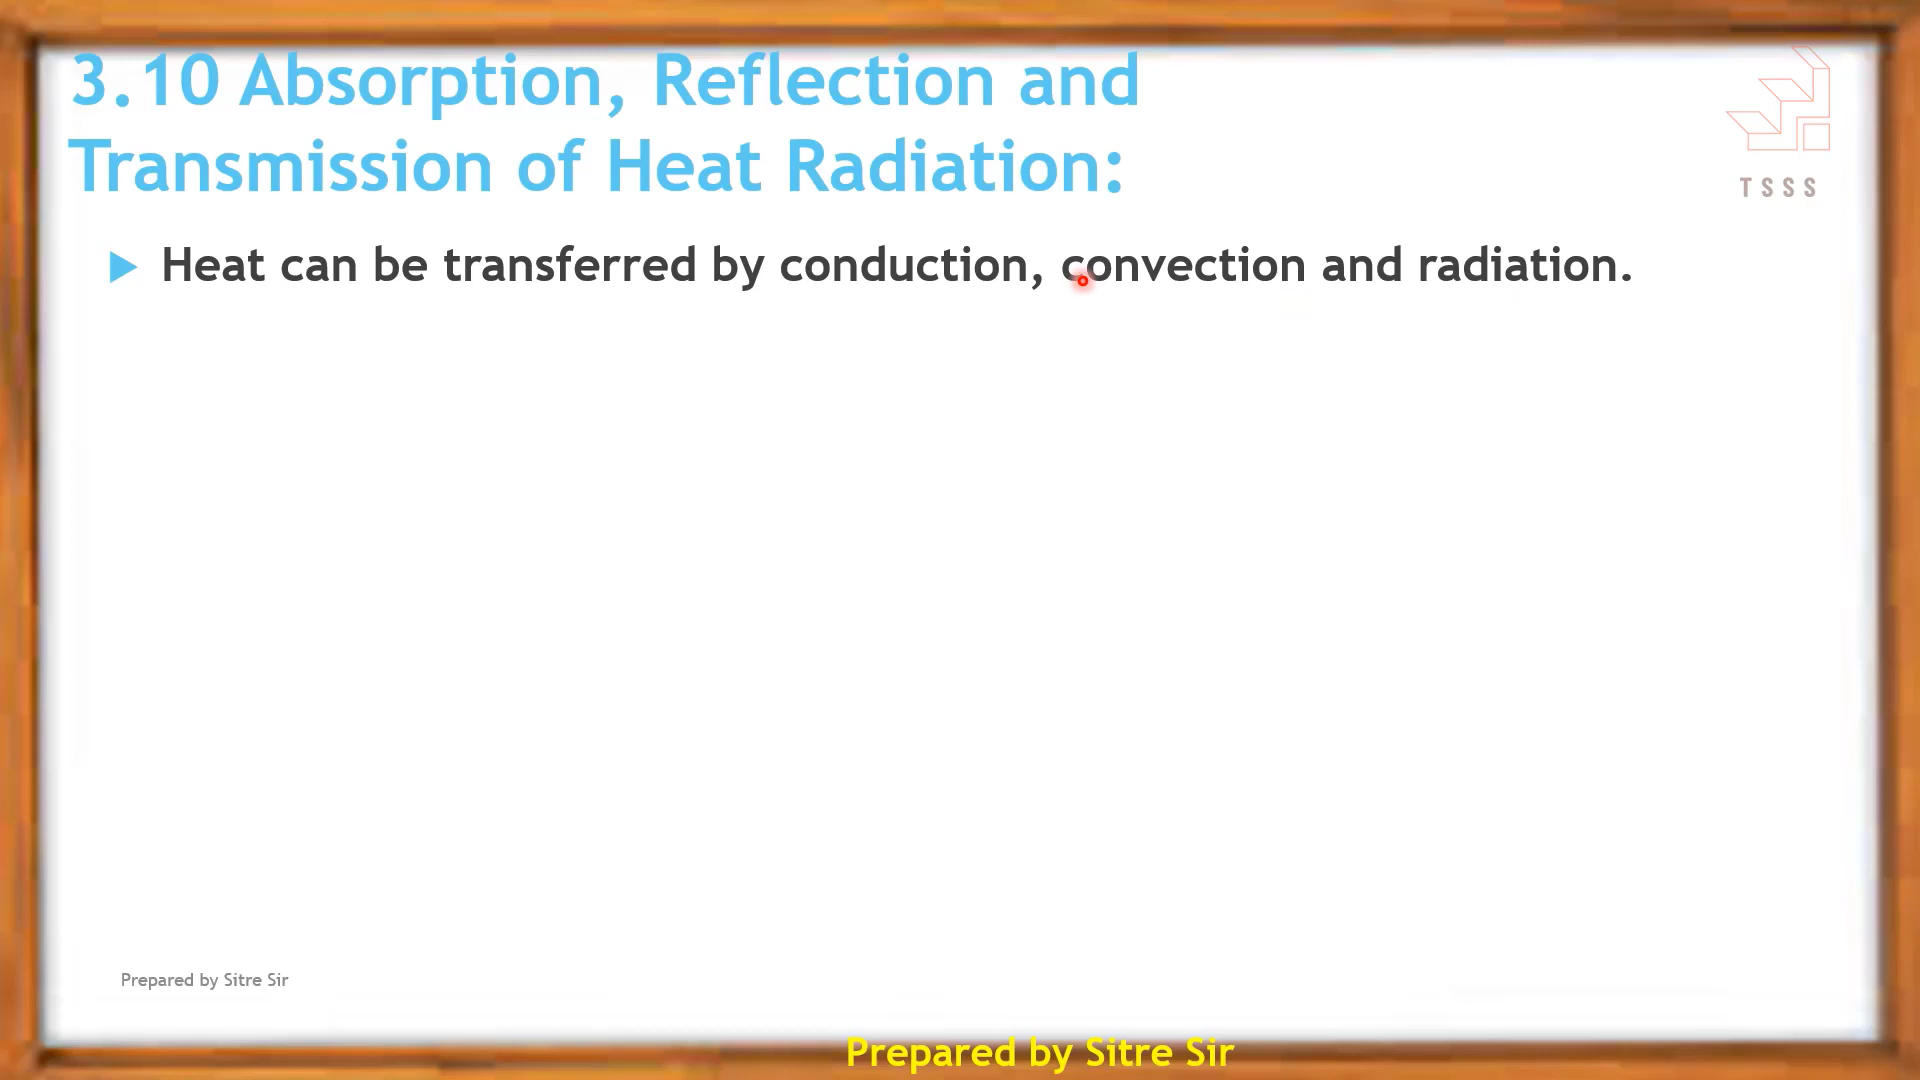 3.10 Absorption, Reflection and
Transmission of Heat Radiation:
TSSS
Heat can be transferred by conduction, convection and radiation.
Prepared by Sitre Sir
Prepared by Sitre Sir